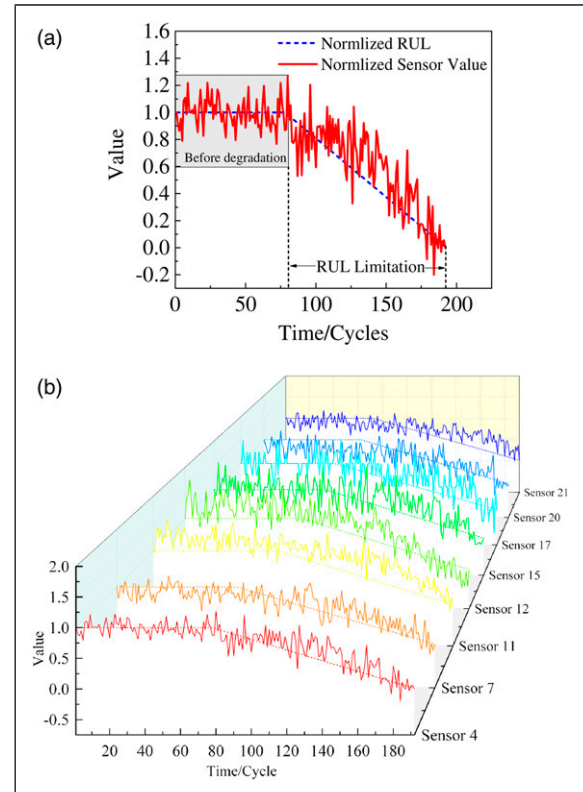 (a)
1.6
1.4
1.2
1.0
0.8
0.6
0.4
0.2
0.0
-0.2
Value
Normlized RUL
Normlized Sensor Value
Before degradation
RUL Limitation
0 50 100 150 200
Time/Cycles
(b)
2.0
1.5
1.0
0.5
0.0
-0.5
Value
Sensor 21
Sensor 20
Sensor 17
Sensor 15
Sensor 12
Sensor 11
Sensor 7
Sensor 4
20 40 60 80 100 120 140 160 180
Time/Cycle